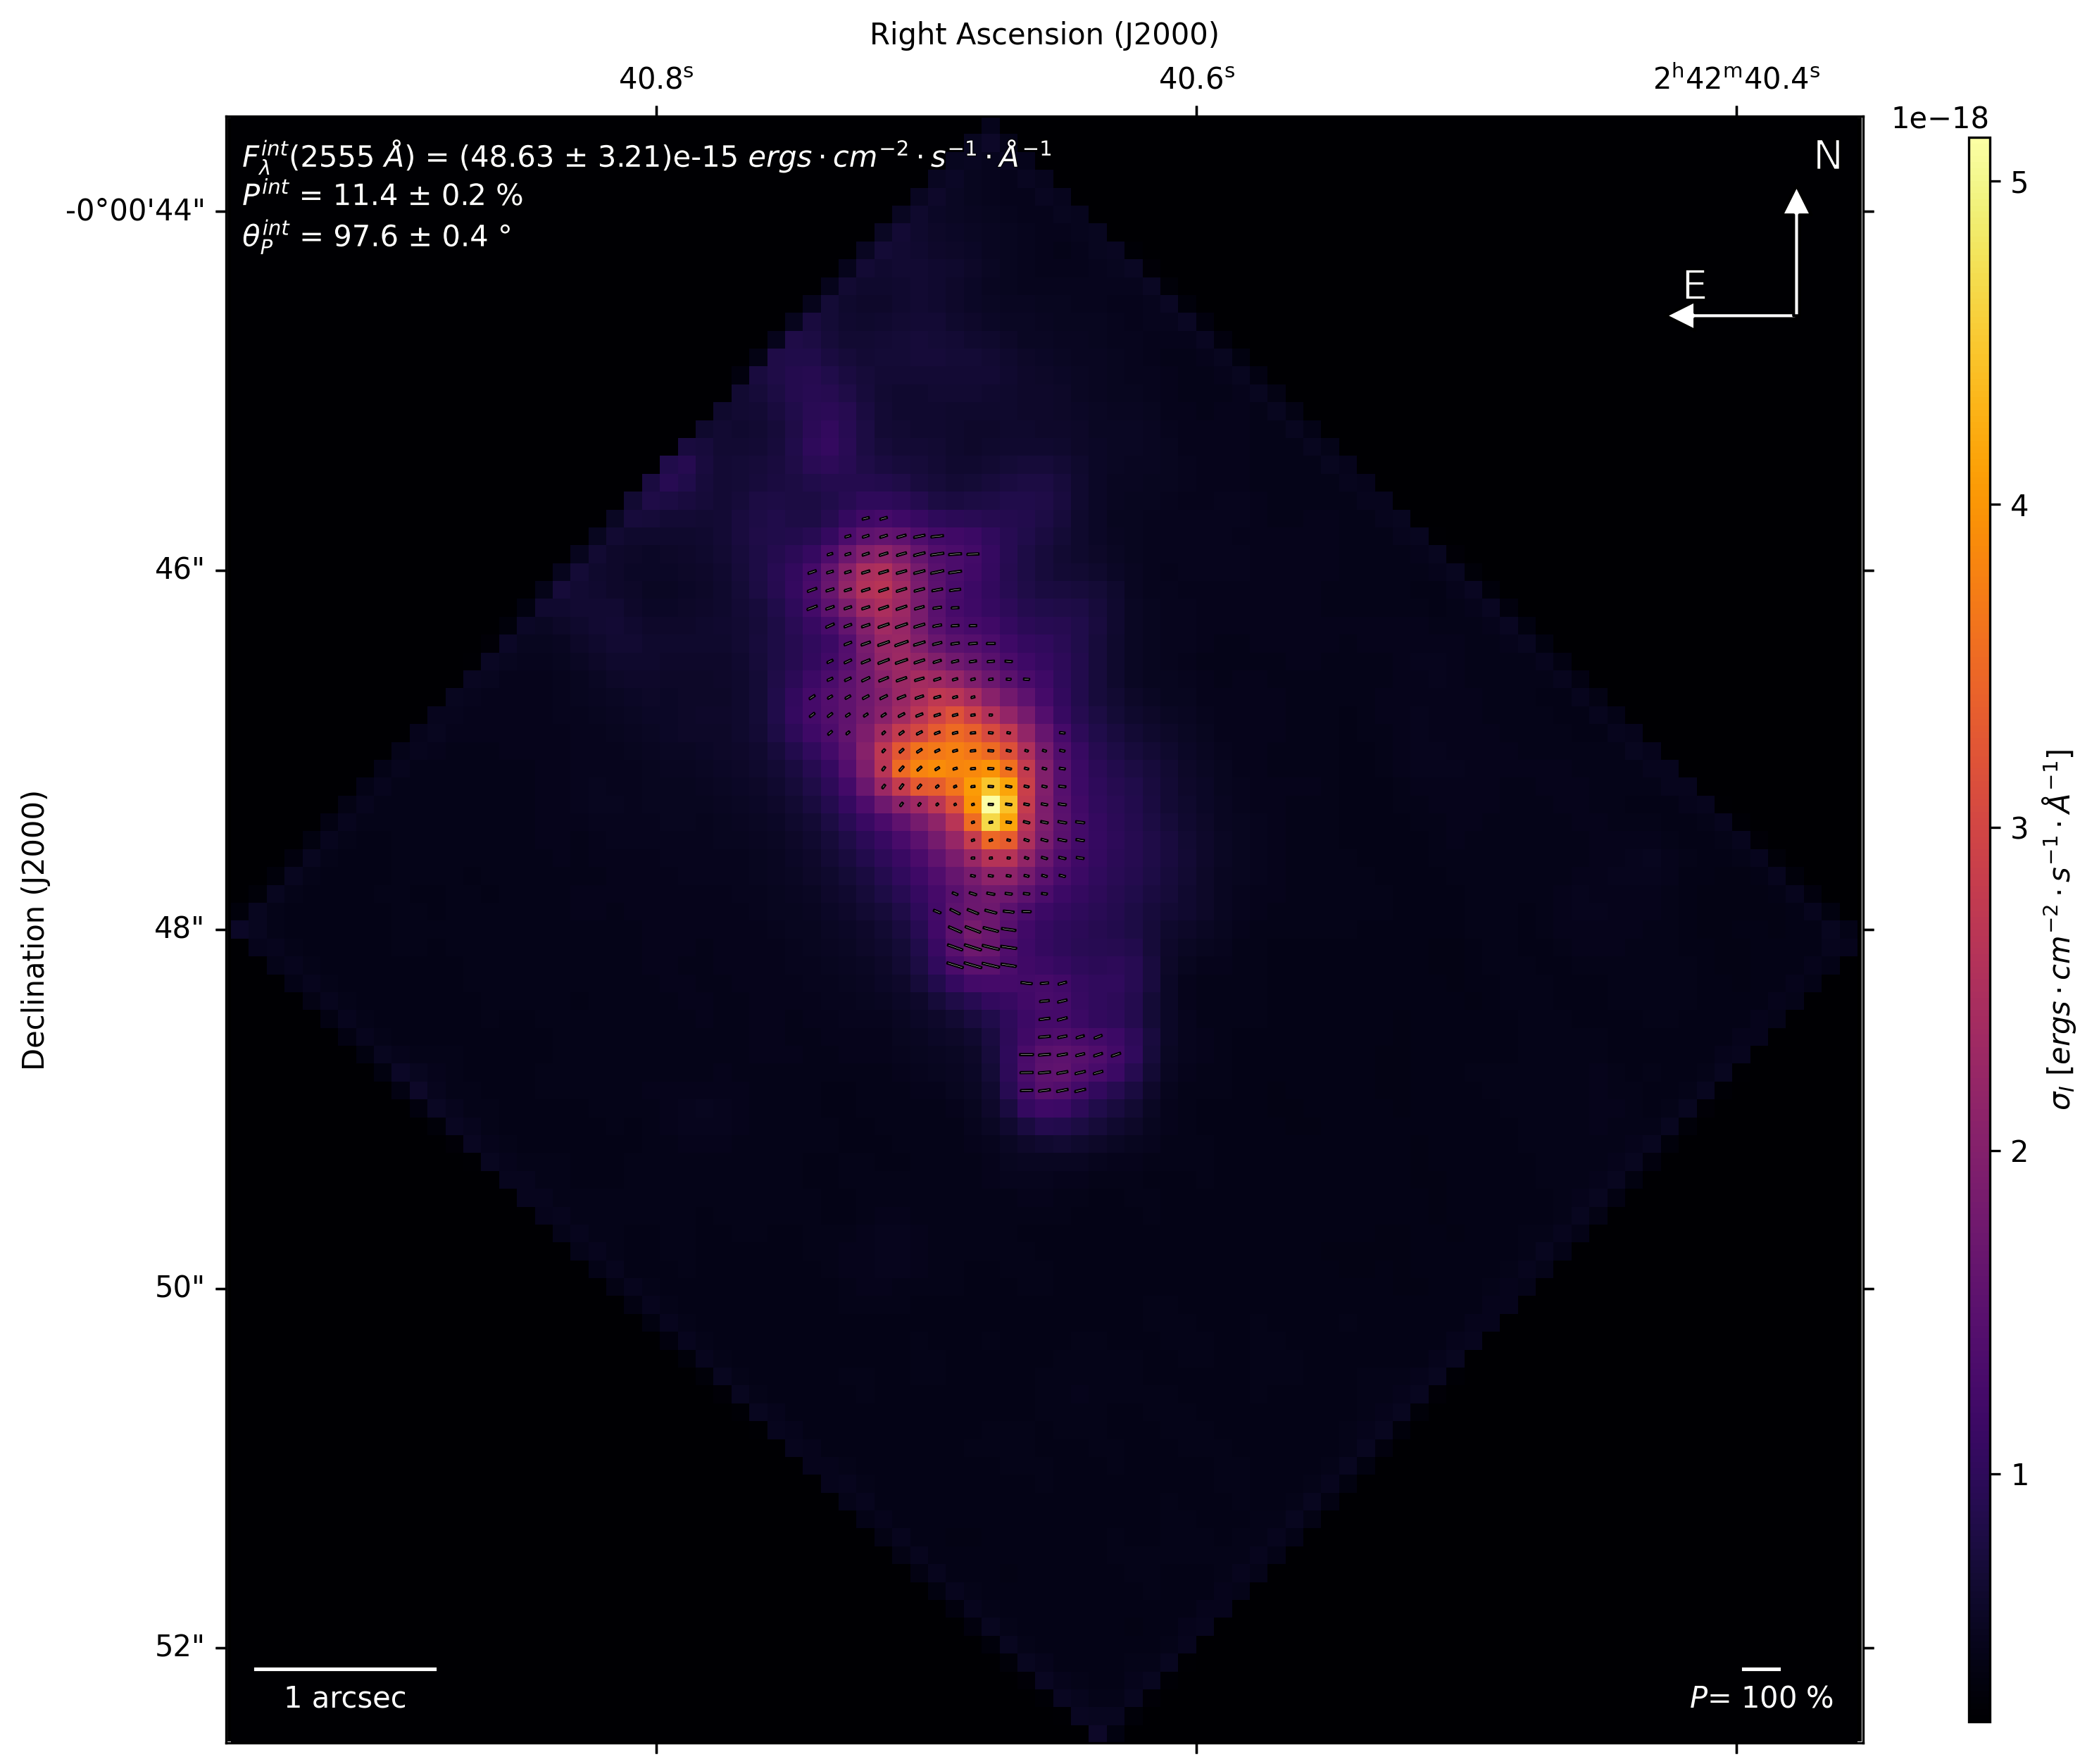 Right Ascension (J2000)
40.8ˢ 40.6ˢ 2ʰ42ᵐ40.4ˢ
1e−18
F_λ^int(2555 Å) = (48.63 ± 3.21)e-15 ergs · cm⁻² · s⁻¹ · Å⁻¹
P^int = 11.4 ± 0.2 %
θ_P^int = 97.6 ± 0.4 °
N
E
-0°00'44"
46"
48"
50"
52"
Declination (J2000)
1 arcsec
P= 100 %
5
4
3
2
1
σ_I [ergs · cm⁻² · s⁻¹ · Å⁻¹]